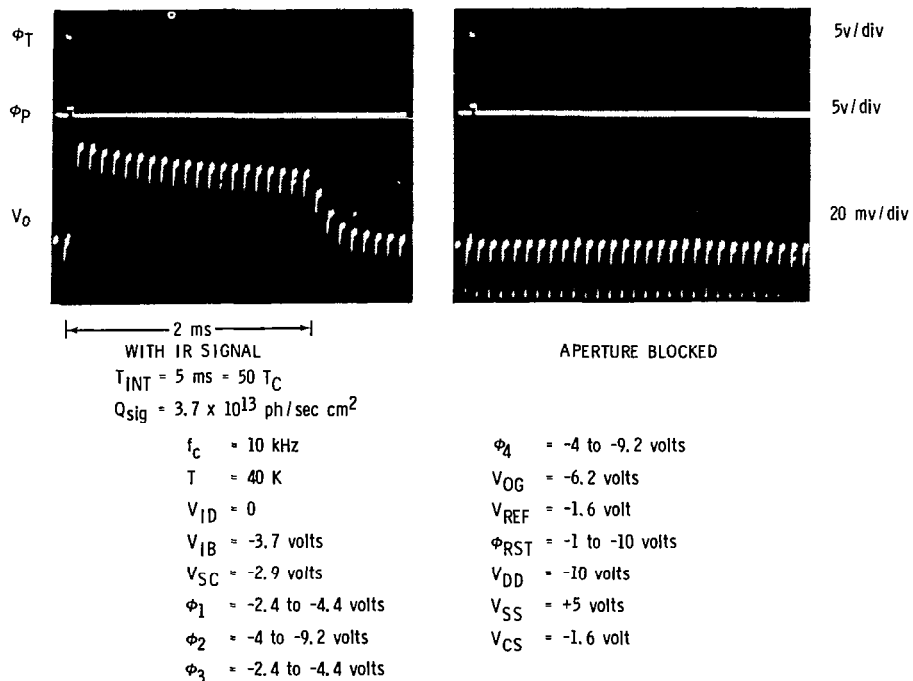 φT
φP
Vo
5v/div
5v/div
20 mv/div
2 ms
WITH IR SIGNAL
TINT = 5 ms = 50 TC
Qsig = 3.7 x 10¹³ ph/sec cm²
APERTURE BLOCKED
fc = 10 kHz
T = 40 K
VID = 0
VIB = -3.7 volts
VSC = -2.9 volts
φ1 = -2.4 to -4.4 volts
φ2 = -4 to -9.2 volts
φ3 = -2.4 to -4.4 volts
φ4 = -4 to -9.2 volts
VOG = -6.2 volts
VREF = -1.6 volt
φRST = -1 to -10 volts
VDD = -10 volts
VSS = +5 volts
VCS = -1.6 volt